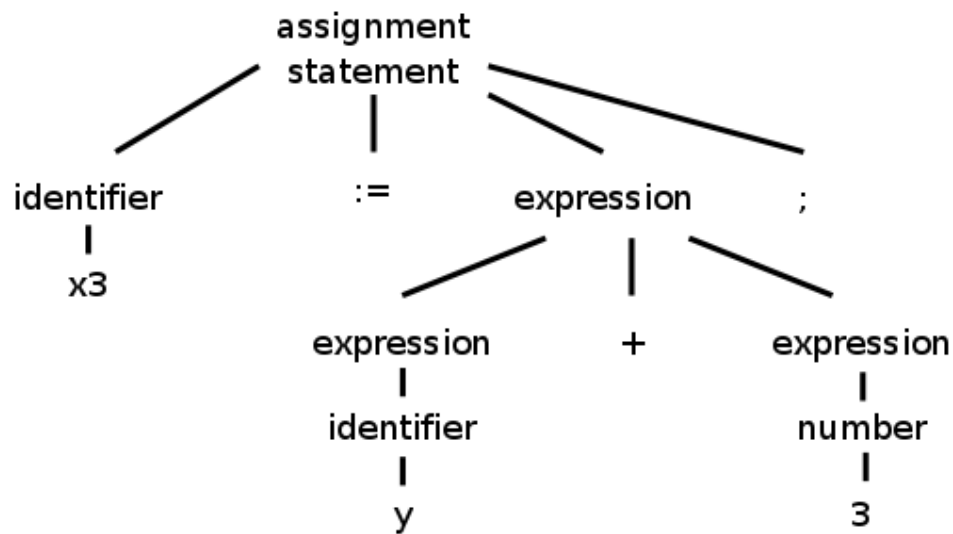 assignment
statement
identifier := expression ;
x3
expression + expression
identifier number
y 3